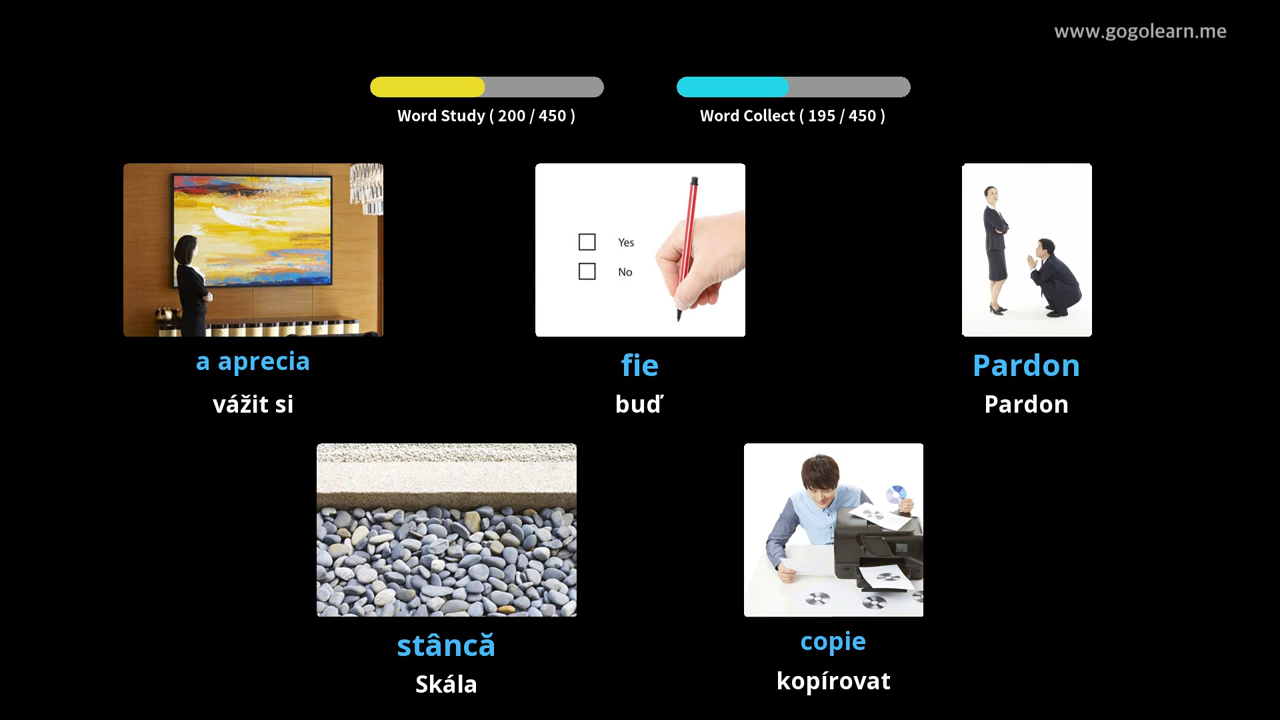 www.gogolearn.me
Word Study ( 200 / 450 )
Word Collect ( 195 / 450 )
Yes
No
a aprecia
vážit si
fie
buď
Pardon
Pardon
stâncă
Skála
copie
kopírovat